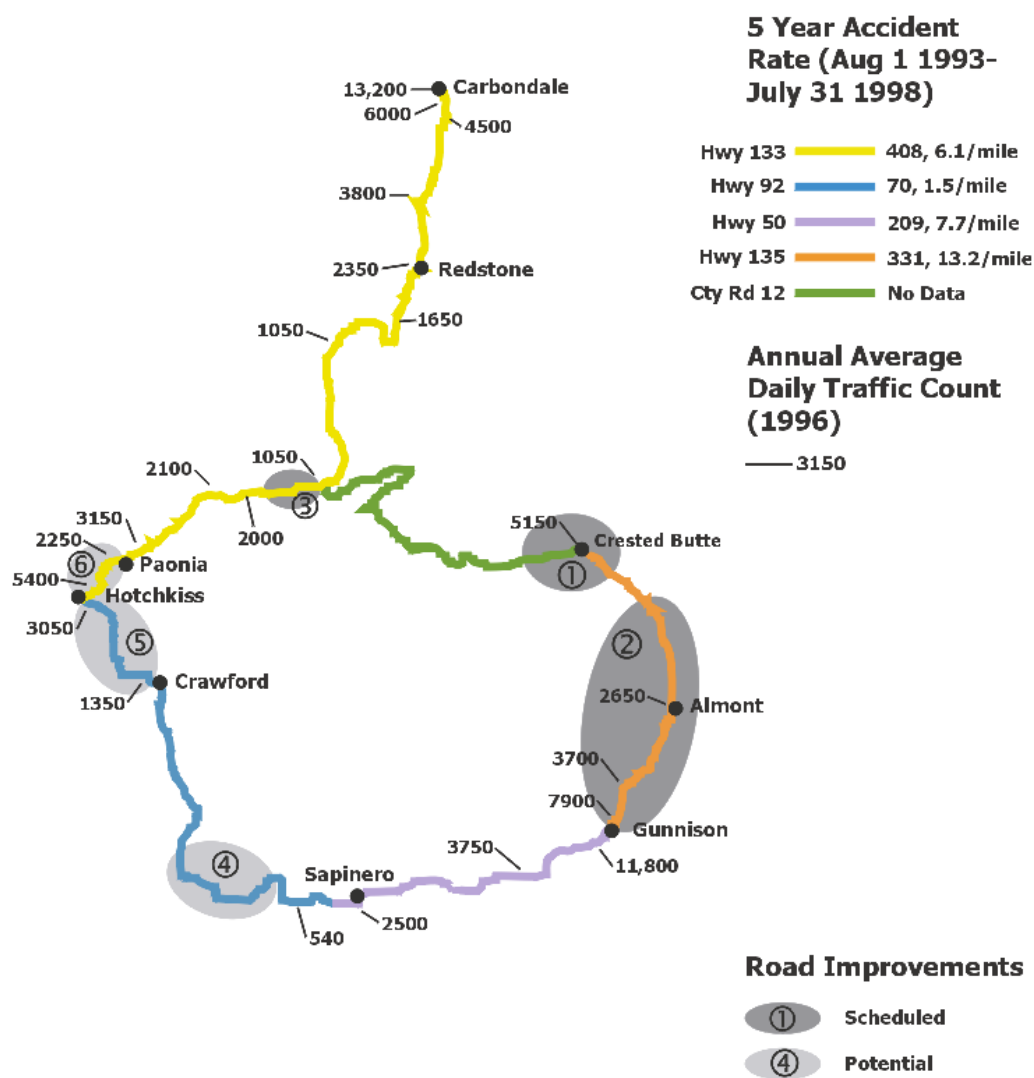 5 Year Accident
Rate (Aug 1 1993-
July 31 1998)
Hwy 133 408, 6.1/mile
Hwy 92 70, 1.5/mile
Hwy 50 209, 7.7/mile
Hwy 135 331, 13.2/mile
Cty Rd 12 No Data
Annual Average
Daily Traffic Count
(1996)
3150
13,200 Carbondale
6000
4500
3800
2350 Redstone
1650
1050
1050
2100
3
2000
3150
2250
6
Paonia
5400
Hotchkiss
3050
5
1350
Crawford
5150
Crested Butte
1
2
2650 Almont
3700
7900
Gunnison
11,800
3750
4
Sapinero
2500
540
Road Improvements
1 Scheduled
4 Potential